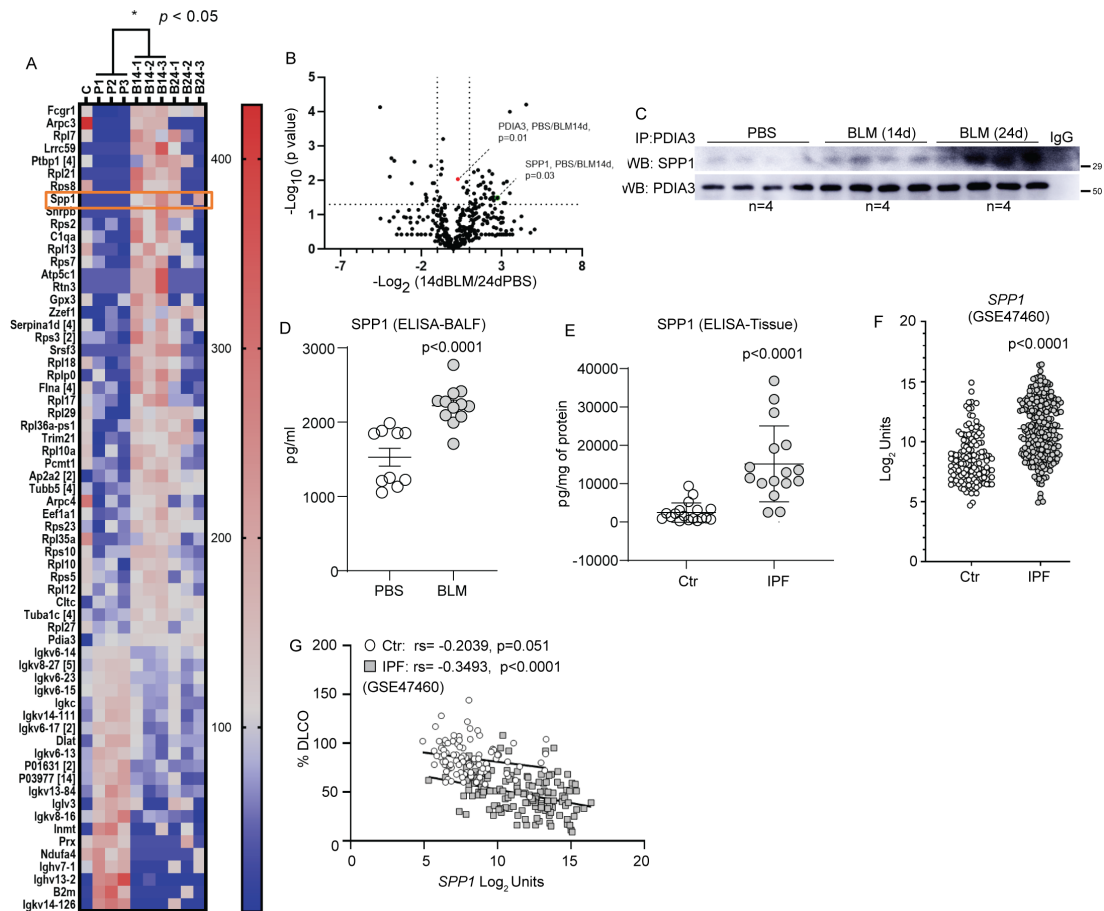 * p < 0.05
A
C P1 P2 P3 B14-1 B14-2 B14-3 B24-1 B24-2 B24-3
Fcgr1
Arpc3
Rpl7
Lrrc59
Ptbp1 [4]
Rpl21
Rps8
Spp1
Snrpb
Rps2
C1qa
Rpl13
Rps7
Atp5c1
Rtn3
Gpx3
Zzef1
Serpina1d [4]
Rps3 [2]
Srsf3
Rpl18
Rplp0
Flna [4]
Rpl17
Rpl29
Rpl36a-ps1
Trim21
Rpl10a
Pcmt1
Ap2a2 [2]
Tubb5 [4]
Arpc4
Eef1a1
Rps23
Rpl35a
Rps10
Rpl10
Rps5
Rpl12
Cltc
Tuba1c [4]
Rpl27
Pdia3
Igkv6-14
Igkv8-27 [5]
Igkv6-23
Igkv6-15
Igkc
Igkv14-111
Igkv6-17 [2]
Dlat
Igkv6-13
P01631 [2]
P03977 [14]
Igkv13-84
Iglv3
Igkv8-16
Inmt
Prx
Ndufa4
Ighv7-1
Ighv13-2
B2m
Igkv14-126
400
300
200
100
B
-Log10 (p value)
5
4
3
2
1
0
PDIA3, PBS/BLM14d,
p=0.01
SPP1, PBS/BLM14d,
p=0.03
-7 -2 3 8
-Log2 (14dBLM/24dPBS)
C
IP:PDIA3 PBS BLM (14d) BLM (24d) IgG
WB: SPP1 29
WB: PDIA3 50
n=4 n=4 n=4
D
SPP1 (ELISA-BALF)
p<0.0001
pg/ml
3000
2000
1000
0
PBS BLM
E
SPP1 (ELISA-Tissue)
p<0.0001
pg/mg of protein
40000
30000
20000
10000
0
-10000
Ctr IPF
F
SPP1
(GSE47460)
p<0.0001
Log2 Units
20
15
10
5
0
Ctr IPF
G
Ctr: rs= -0.2039, p=0.051
IPF: rs= -0.3493, p<0.0001
(GSE47460)
% DLCO
200
150
100
50
0
0 5 10 15 20
SPP1 Log2 Units